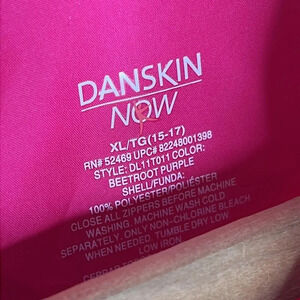 DANSKIN
NOW
XL/TG (15-17)
RN# 52469 UPC# 82248001398
STYLE: DL11T011 COLOR:
BEETROOT PURPLE
SHELL/FUNDA:
100% POLYESTER/POLIÉSTER
CLOSE ALL ZIPPERS BEFORE MACHINE
WASHING. MACHINE WASH COLD
SEPARATELY. ONLY NON-CHLORINE BLEACH
WHEN NEEDED. TUMBLE DRY LOW
LOW IRON